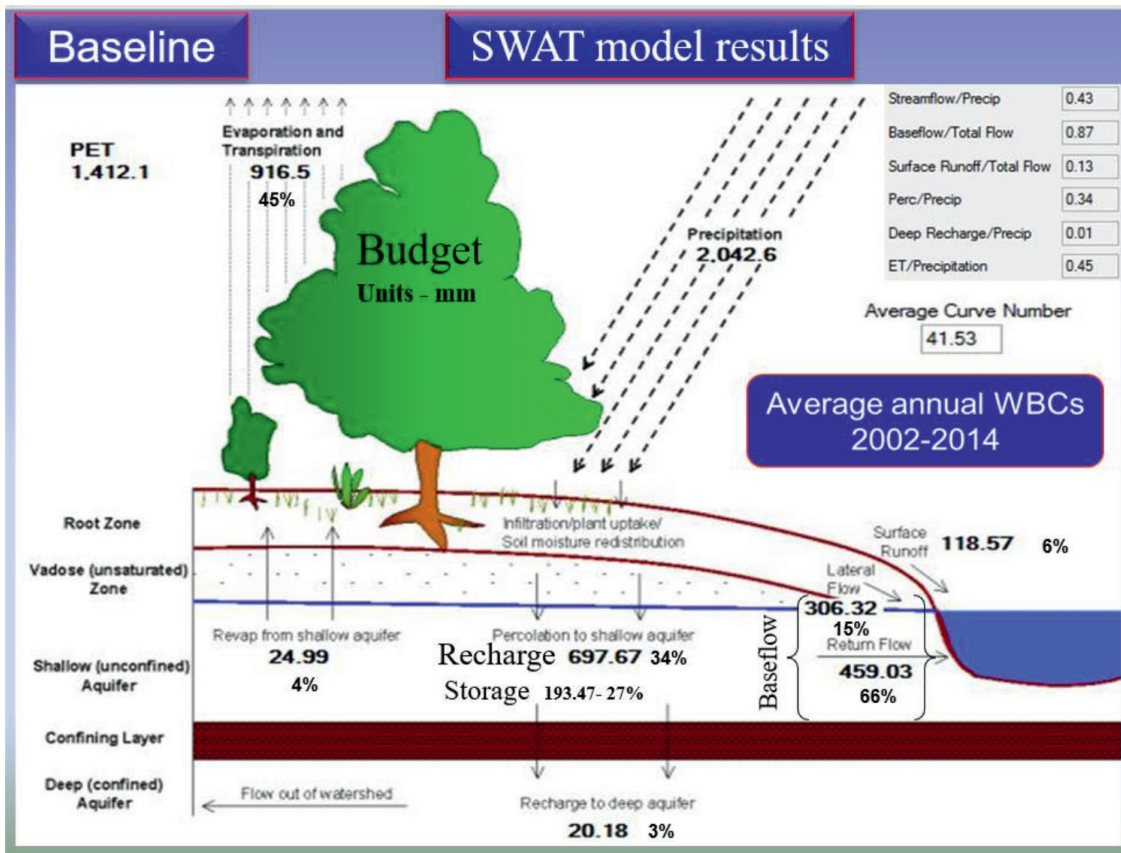 Baseline
SWAT model results
PET
1,412.1
Evaporation and
Transpiration
916.5
45%
Budget
Units - mm
Precipitation
2,042.6
Streamflow/Precip 0.43
Baseflow/Total Flow 0.87
Surface Runoff/Total Flow 0.13
Perc/Precip 0.34
Deep Recharge/Precip 0.01
ET/Precipitation 0.45
Average Curve Number
41.53
Average annual WBCs
2002-2014
Root Zone
Infiltration/plant uptake/
Soil moisture redistribution
Surface
Runoff
118.57 6%
Vadose (unsaturated)
Zone
Lateral
Flow
306.32
15%
Revap from shallow aquifer
24.99
4%
Percolation to shallow aquifer
Recharge 697.67 34%
Storage 193.47- 27%
Baseflow
Return Flow
459.03
66%
Shallow (unconfined)
Aquifer
Confining Layer
Deep (confined)
Aquifer
Flow out of watershed
Recharge to deep aquifer
20.18 3%